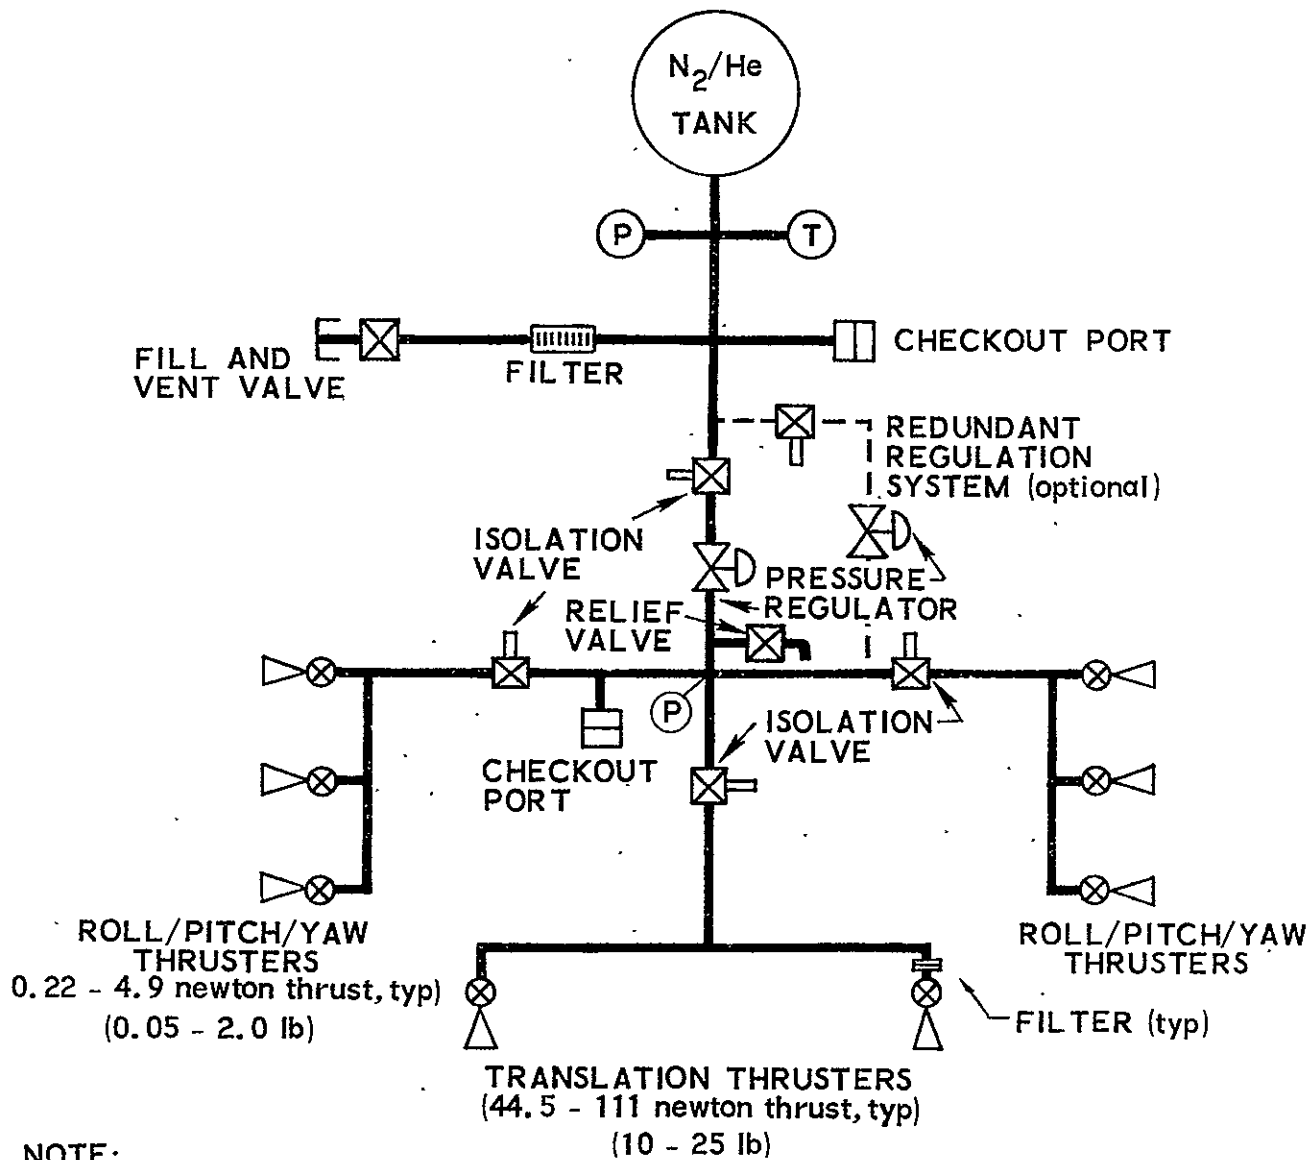 N2/He
TANK
P
T
FILL AND
VENT VALVE
FILTER
CHECKOUT PORT
REDUNDANT
REGULATION
SYSTEM (optional)
ISOLATION
VALVE
PRESSURE
REGULATOR
RELIEF
VALVE
P
ISOLATION
VALVE
CHECKOUT
PORT
ROLL/PITCH/YAW
THRUSTERS
0.22 - 4.9 newton thrust, typ)
(0.05 - 2.0 lb)
ROLL/PITCH/YAW
THRUSTERS
FILTER (typ)
TRANSLATION THRUSTERS
(44.5 - 111 newton thrust, typ)
(10 - 25 lb)
NOTE: